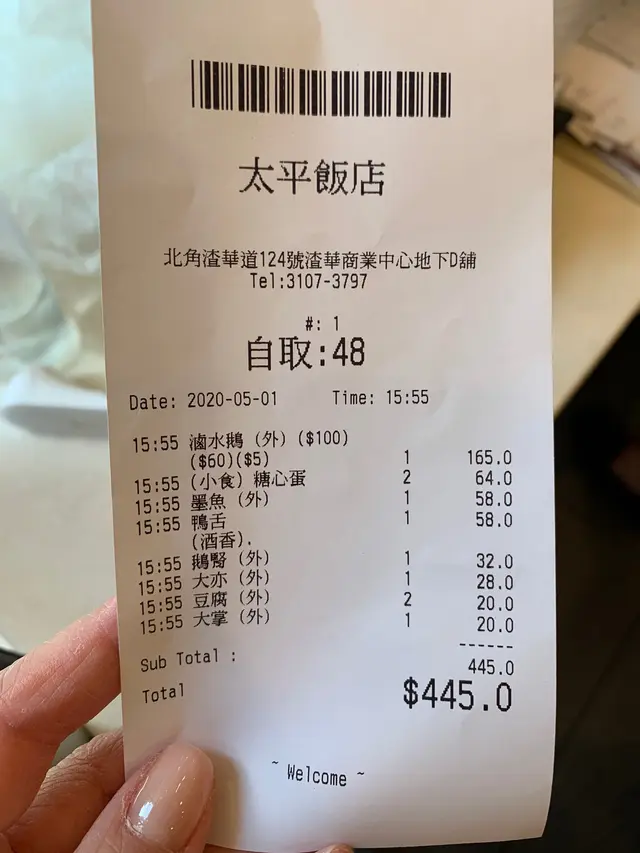 太平飯店
北角渣華道124號渣華商業中心地下D舖
Tel:3107-3797
#: 1
自取:48
Date: 2020-05-01 Time: 15:55
15:55 滷水鵝 (外) ($100)
($60)($5) 1 165.0
15:55 (小食) 糖心蛋 2 64.0
15:55 墨魚 (外) 1 58.0
15:55 鴨舌 1 58.0
(酒香).
15:55 鵝腎 (外) 1 32.0
15:55 大亦 (外) 1 28.0
15:55 豆腐 (外) 2 20.0
15:55 大掌 (外) 1 20.0
------
Sub Total : 445.0
Total $445.0
~ Welcome ~